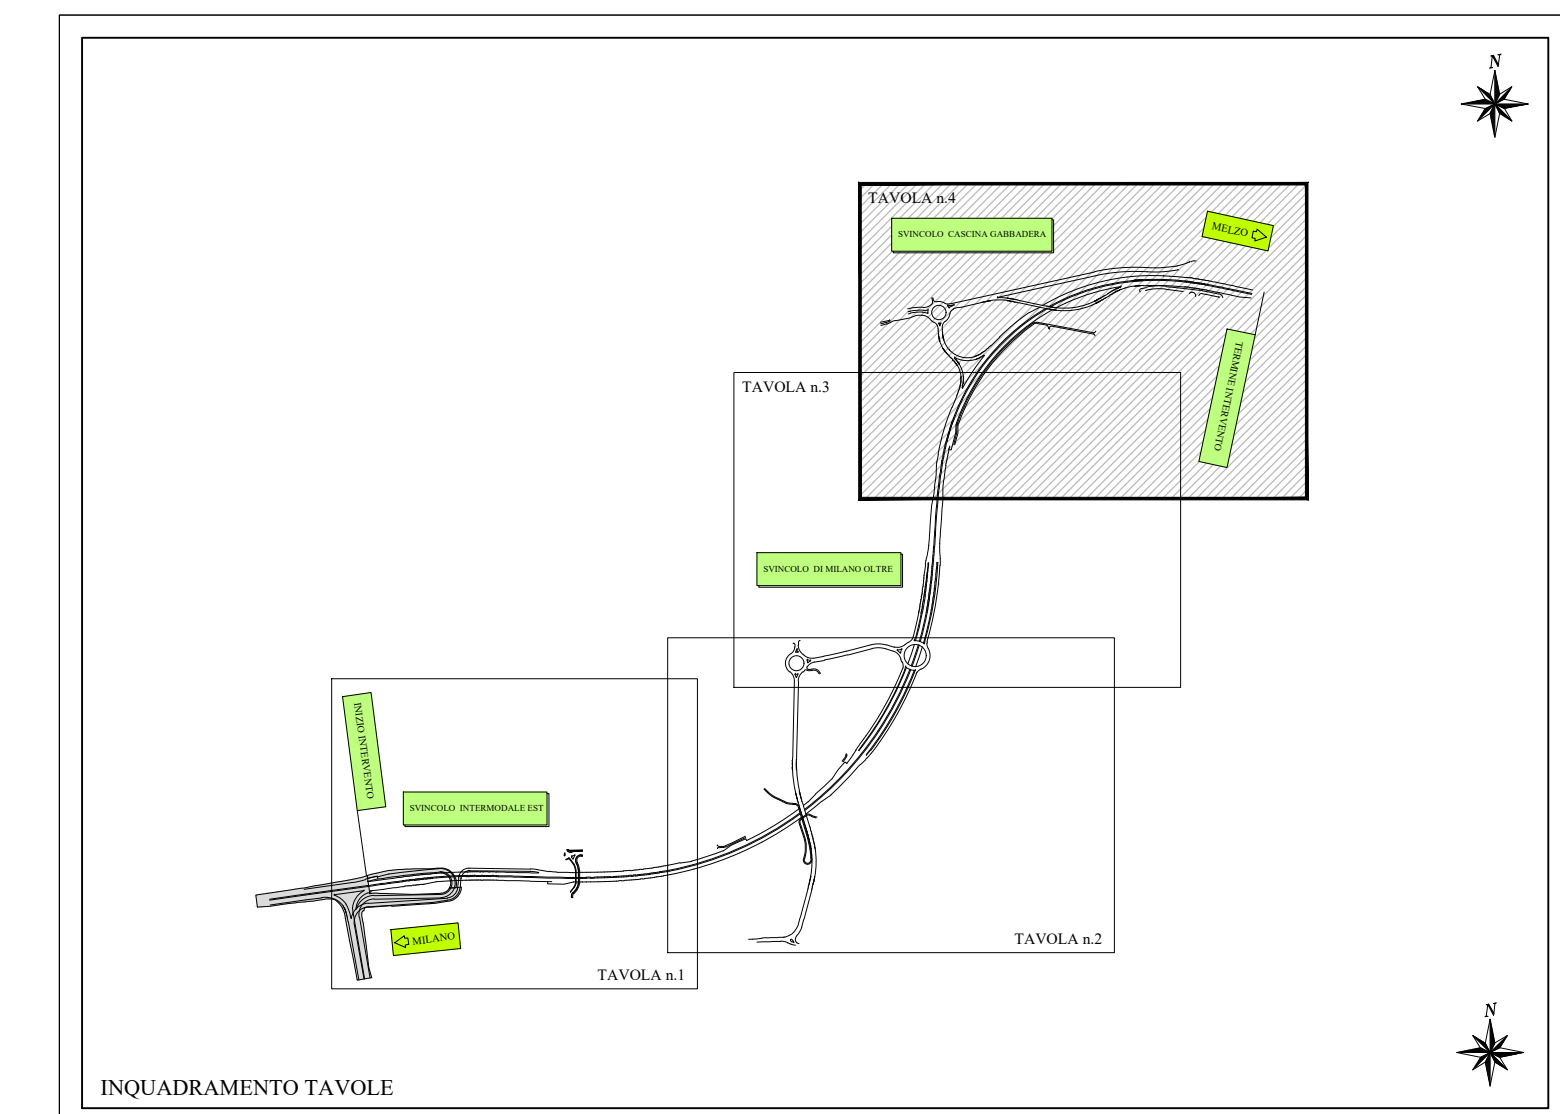 N
TAVOLA n.4
SVINCOLO CASCINA GABBADERA
MELZO
TERMINE INTERVENTO
TAVOLA n.3
SVINCOLO DI MILANO OLTRE
INIZIO INTERVENTO
SVINCOLO INTERMODALE EST
MILANO
TAVOLA n.2
TAVOLA n.1
N
INQUADRAMENTO TAVOLE